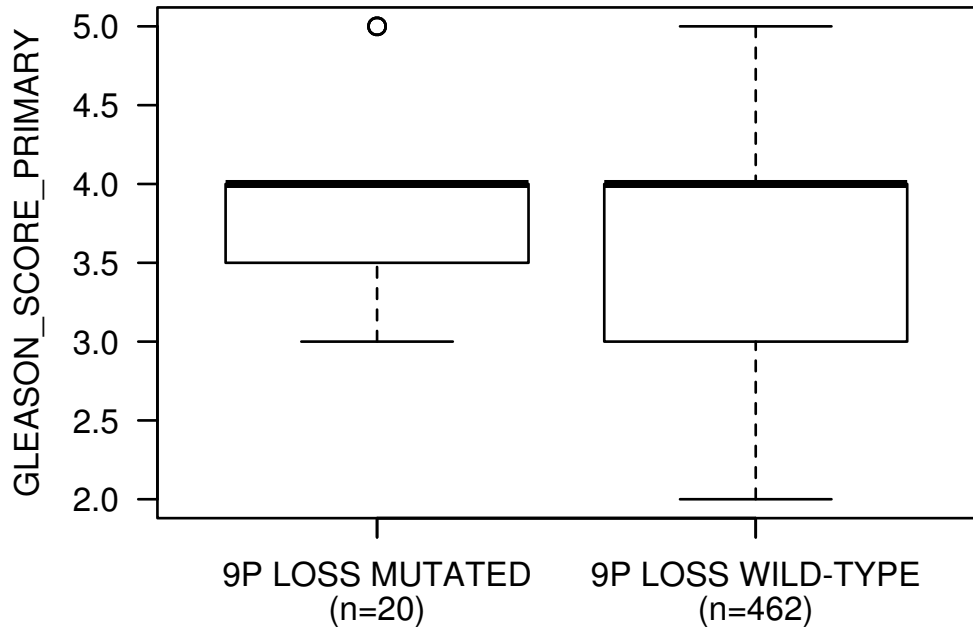 GLEASON_SCORE_PRIMARY
5.0
4.5
4.0
3.5
3.0
2.5
2.0
9P LOSS MUTATED
(n=20)
9P LOSS WILD-TYPE
(n=462)